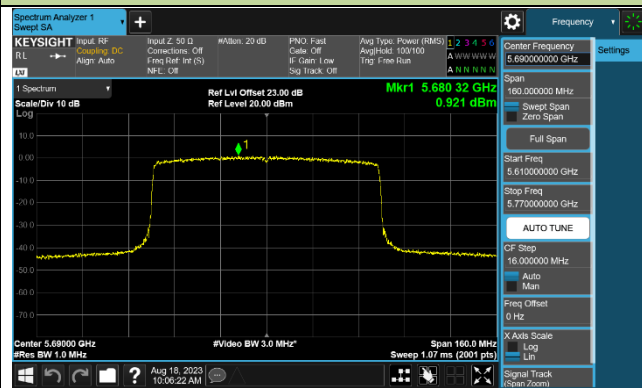 Spectrum Analyzer 1
Swept SA
Frequency
KEYSIGHT
RL
Input: RF
Coupling: DC
Align: Auto
Input Z: 50 Ω
Corrections: Off
Freq Ref: Int (S)
NFE: Off
#Atten: 20 dB
PNO: Fast
Gate: Off
IF Gain: Low
Sig Track: Off
Avg Type: Power (RMS)
Avg|Hold: 100/100
Trig: Free Run
1 2 3 4 5 6
A W W W W W
A N N N N N
LXI
1 Spectrum
Scale/Div 10 dB
Log
Ref Lvl Offset 23.00 dB
Ref Level 20.00 dBm
Mkr1 5.680 32 GHz
0.921 dBm
1
10.0
0.00
-10.0
-20.0
-30.0
-40.0
-50.0
-60.0
-70.0
Center 5.69000 GHz
#Res BW 1.0 MHz
#Video BW 3.0 MHz*
Span 160.0 MHz
Sweep 1.07 ms (2001 pts)
Aug 18, 2023
10:06:22 AM
Center Frequency
5.690000000 GHz
Span
160.000000 MHz
Swept Span
Zero Span
Full Span
Start Freq
5.610000000 GHz
Stop Freq
5.770000000 GHz
AUTO TUNE
CF Step
16.000000 MHz
Auto
Man
Freq Offset
0 Hz
X Axis Scale
Log
Lin
Signal Track
(Span Zoom)
Settings